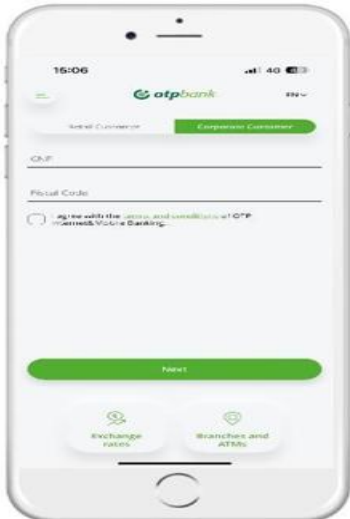 15:06
4G
otpbank
EN
Retail Customer
Corporate Customer
CNP
Fiscal Code
I agree with the terms and conditions of OTP
Internet&Mobile Banking.
Next
Exchange
rates
Branches and
ATMs